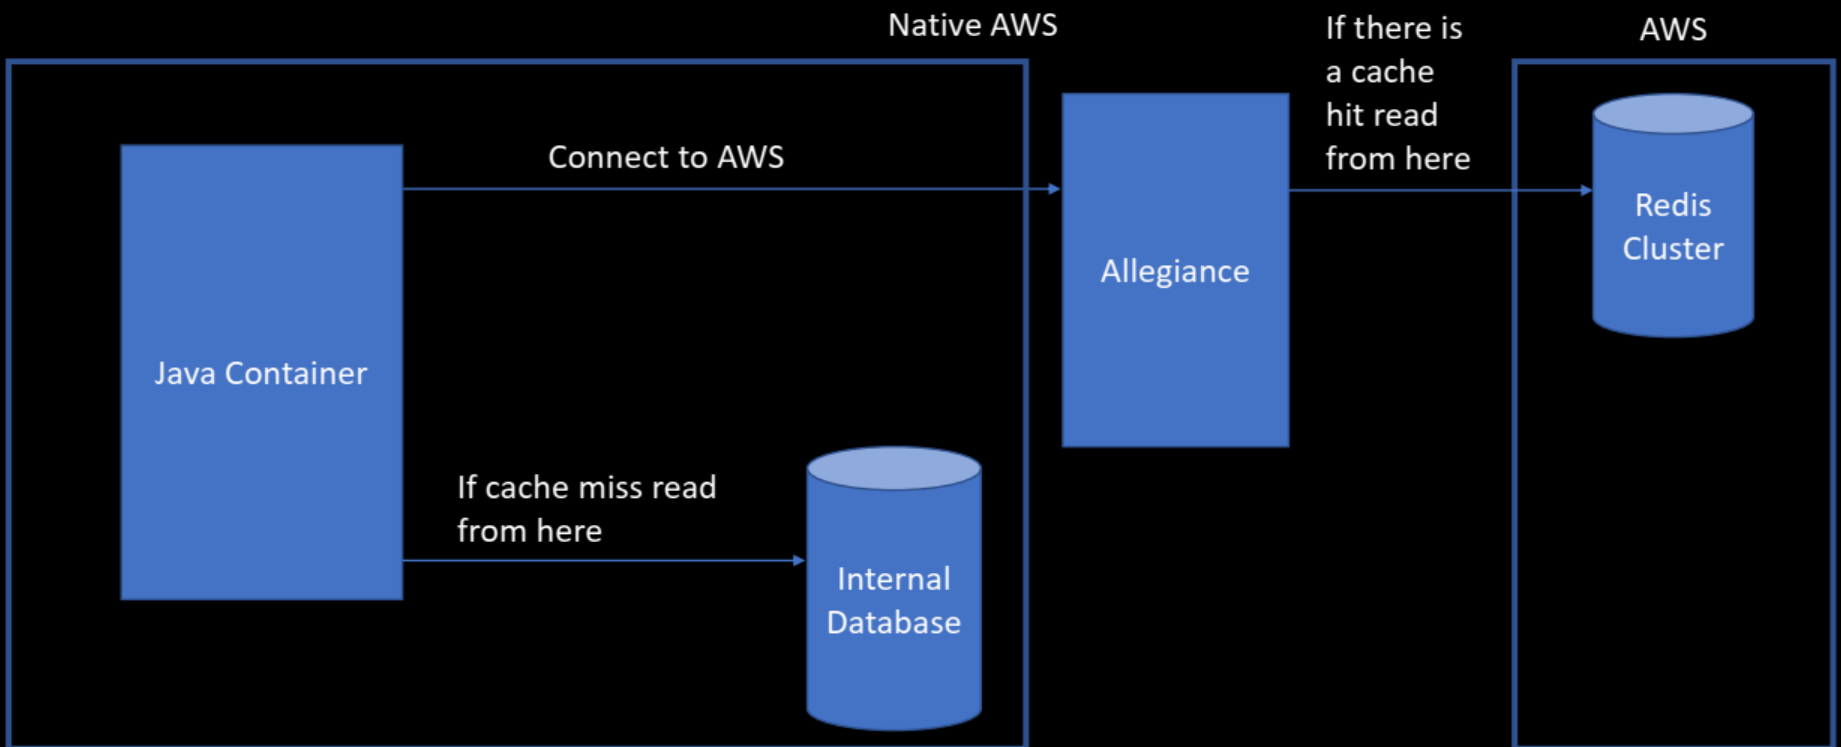 Native AWS
If there is
a cache
hit read
from here
AWS
Connect to AWS
Redis
Cluster
Allegiance
Java Container
If cache miss read
from here
Internal
Database